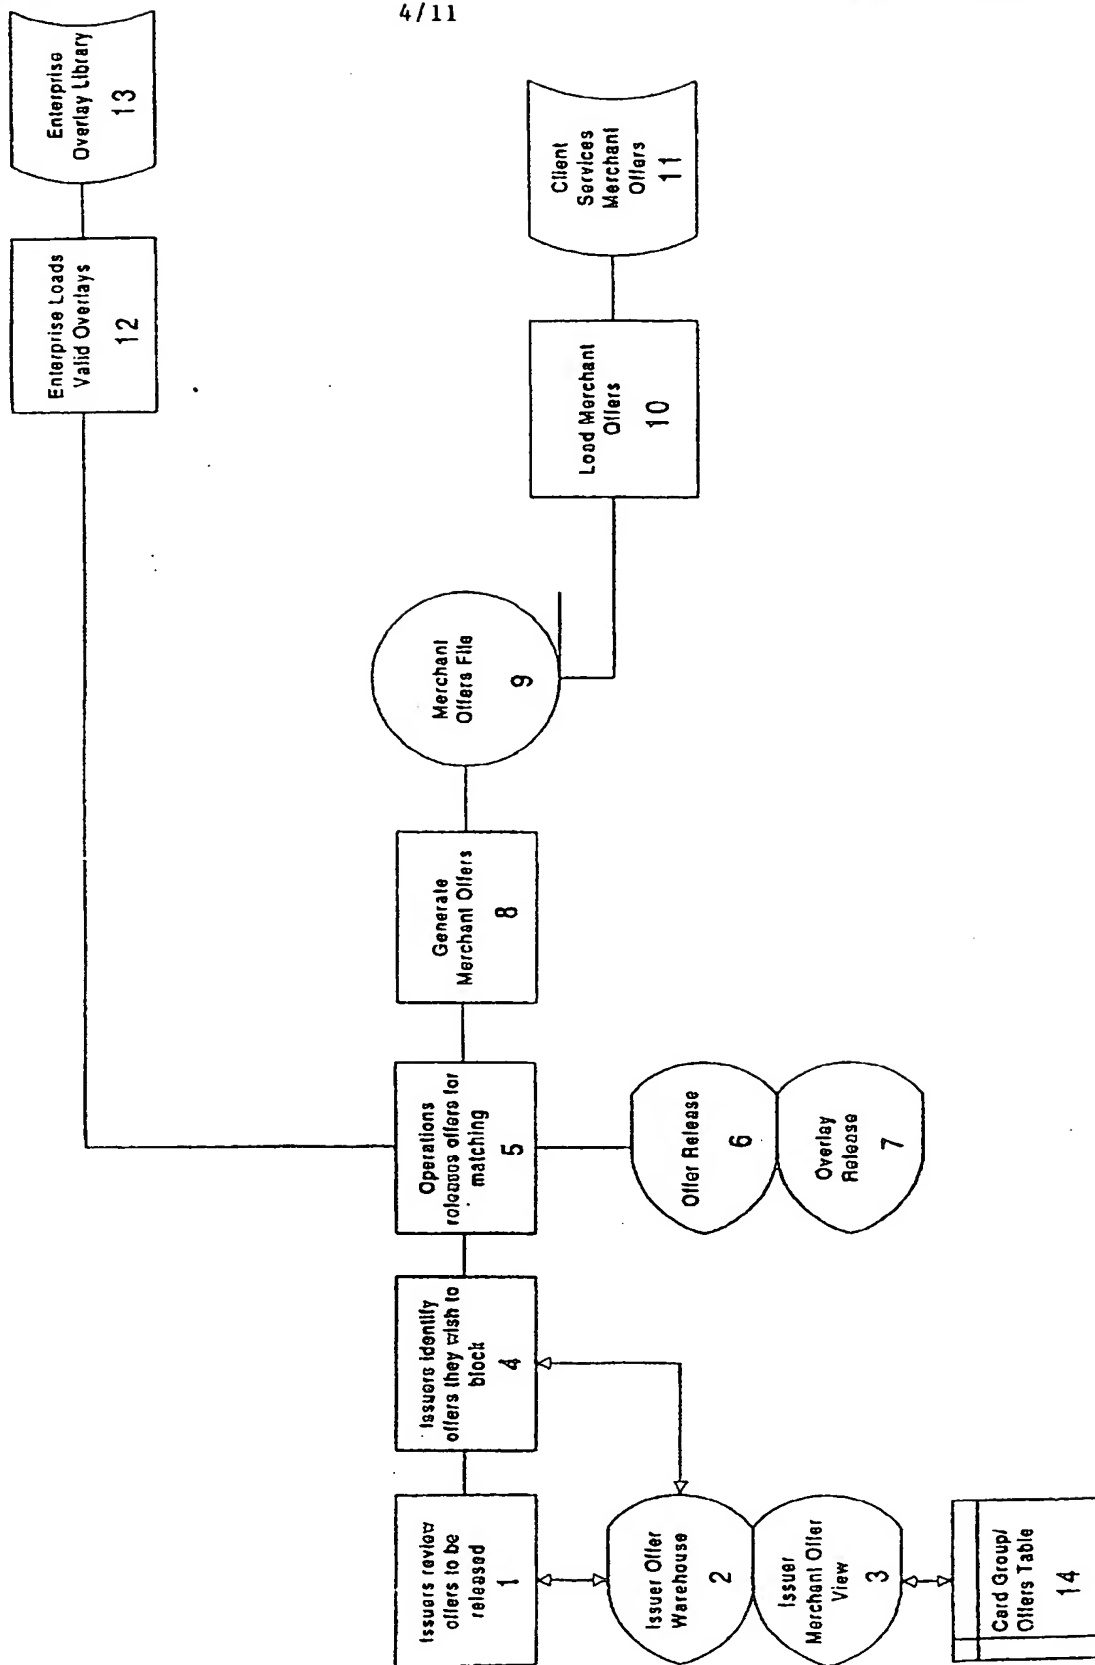 4/11
Issuers review
offers to be
released
1
Issuer Offer
Warehouse
2
Issuer
Merchant Offer
View
3
Card Group/
Offers Table
14
Issuers identify
offers they wish to
block
4
Operations
releases offers for
matching
5
Offer Release
6
Overlay
Release
7
Generate
Merchant Offers
8
Merchant
Offers File
9
Load Merchant
Offers
10
Client
Services
Merchant
Offers
11
Enterprise Loads
Valid Overlays
12
Enterprise
Overlay Library
13